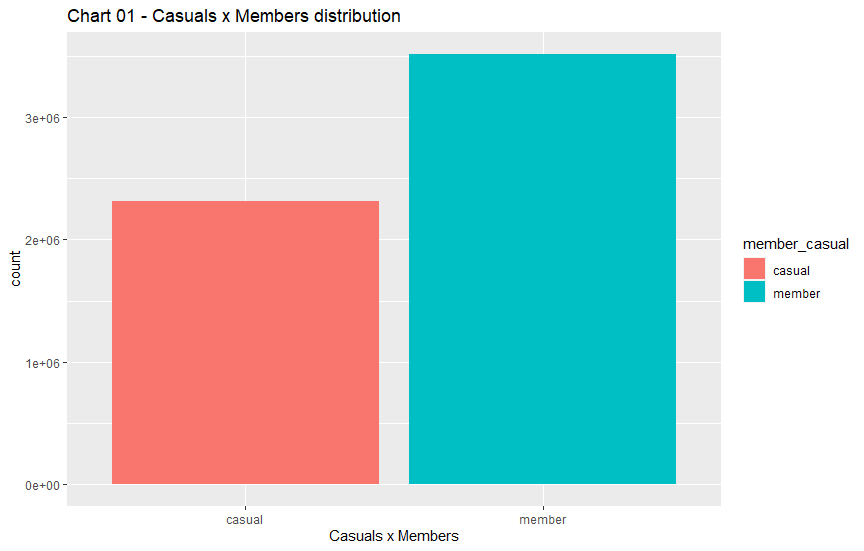 Chart 01 - Casuals x Members distribution
3e+06
2e+06
1e+06
0e+00
count
casual
member
Casuals x Members
member_casual
casual
member